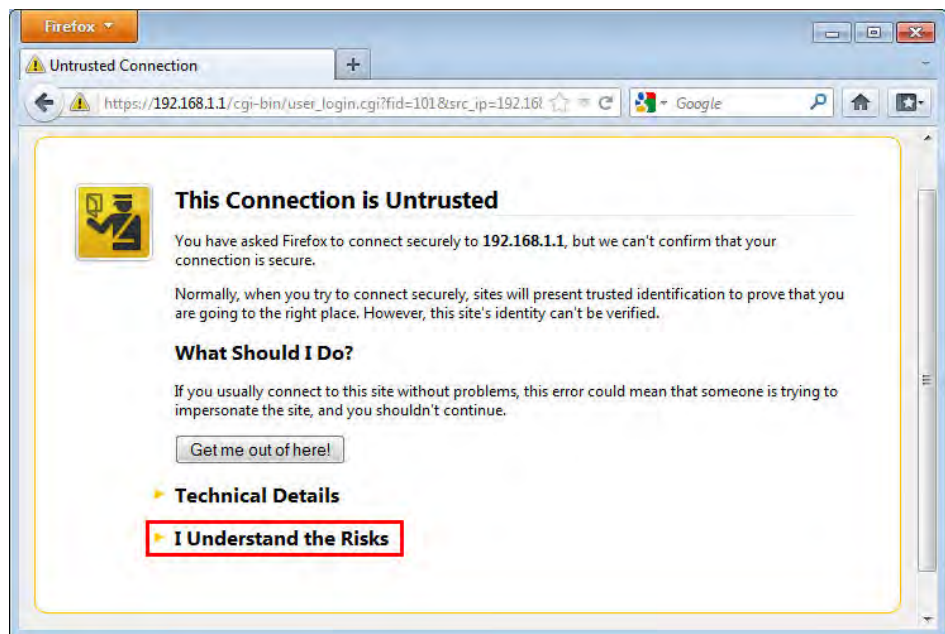 Firefox
Untrusted Connection
https://192.168.1.1/cgi-bin/user_login.cgi?fid=101&src_ip=192.16
Google
This Connection is Untrusted
You have asked Firefox to connect securely to 192.168.1.1, but we can't confirm that your
connection is secure.
Normally, when you try to connect securely, sites will present trusted identification to prove that you
are going to the right place. However, this site's identity can't be verified.
What Should I Do?
If you usually connect to this site without problems, this error could mean that someone is trying to
impersonate the site, and you shouldn't continue.
Get me out of here!
Technical Details
I Understand the Risks